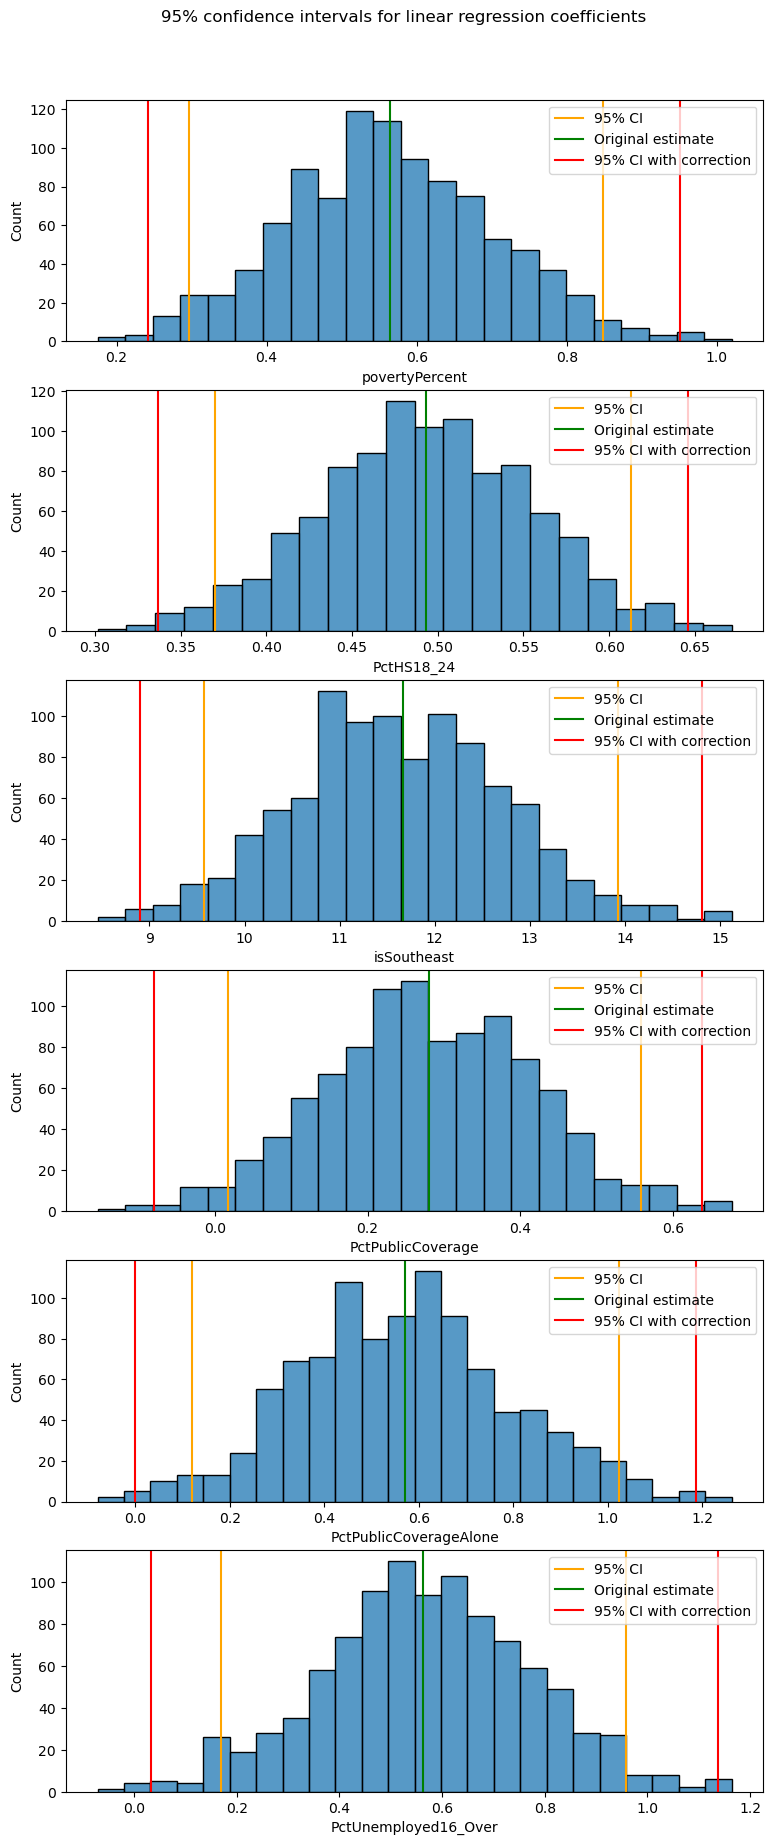 95% confidence intervals for linear regression coefficients
120
100
80
60
40
20
0
Count
95% CI
Original estimate
95% CI with correction
0.2 0.4 0.6 0.8 1.0
povertyPercent
120
100
80
60
40
20
0
Count
95% CI
Original estimate
95% CI with correction
0.30 0.35 0.40 0.45 0.50 0.55 0.60 0.65
PctHS18_24
100
80
60
40
20
0
Count
95% CI
Original estimate
95% CI with correction
9 10 11 12 13 14 15
isSoutheast
100
80
60
40
20
0
Count
95% CI
Original estimate
95% CI with correction
0.0 0.2 0.4 0.6
PctPublicCoverage
100
80
60
40
20
0
Count
95% CI
Original estimate
95% CI with correction
0.0 0.2 0.4 0.6 0.8 1.0 1.2
PctPublicCoverageAlone
100
80
60
40
20
0
Count
95% CI
Original estimate
95% CI with correction
0.0 0.2 0.4 0.6 0.8 1.0 1.2
PctUnemployed16_Over